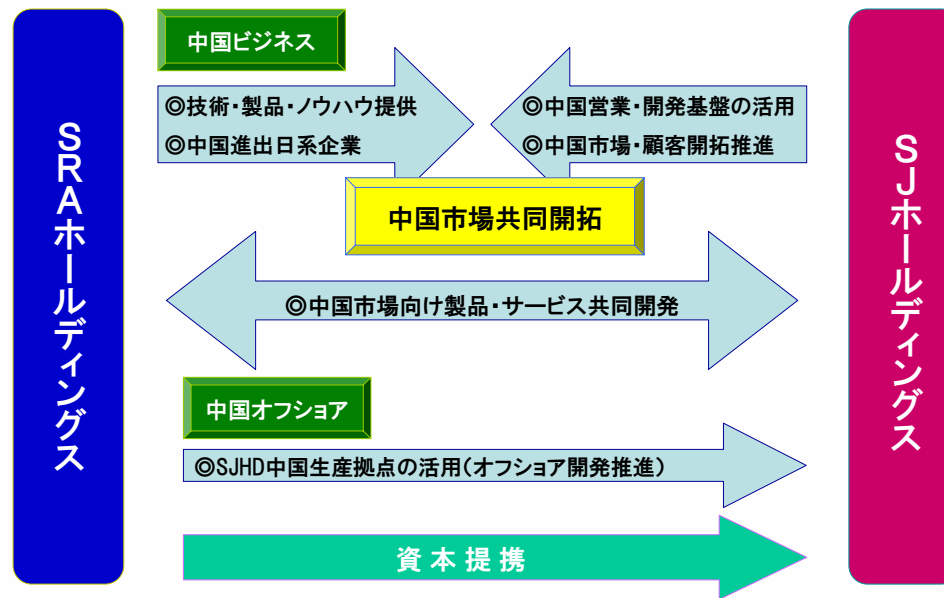 SRAホールディングス
中国ビジネス
◎技術・製品・ノウハウ提供
◎中国進出日系企業
◎中国営業・開発基盤の活用
◎中国市場・顧客開拓推進
中国市場共同開拓
◎中国市場向け製品・サービス共同開発
中国オフショア
◎SJHD中国生産拠点の活用（オフショア開発推進）
資本提携
SJホールディングス